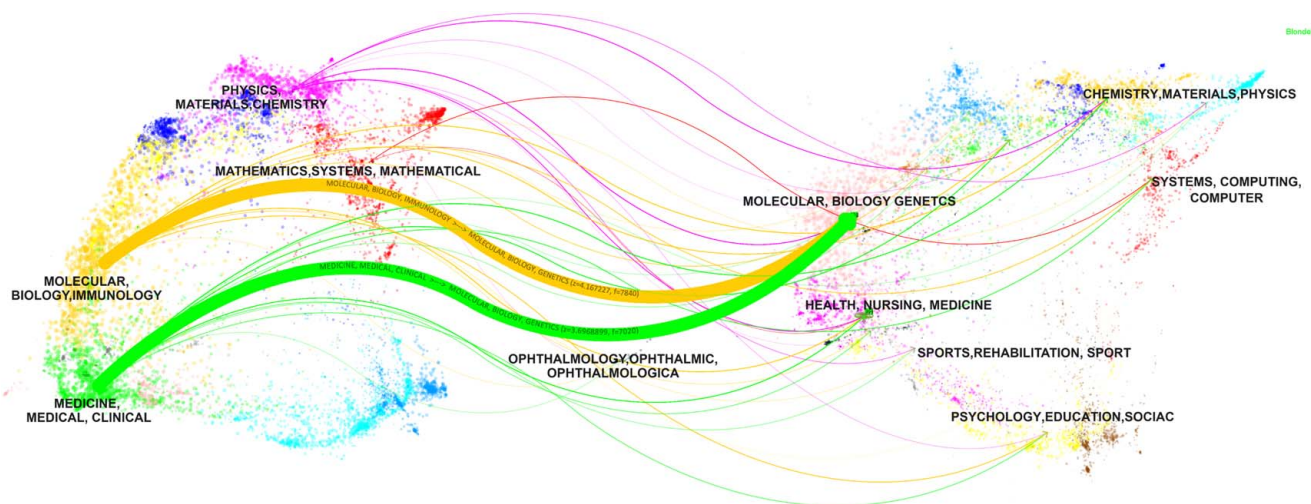 Blonde
PHYSICS,
MATERIALS,CHEMISTRY
CHEMISTRY,MATERIALS,PHYSICS
MATHEMATICS,SYSTEMS, MATHEMATICAL
SYSTEMS, COMPUTING,
COMPUTER
MOLECULAR, BIOLOGY, IMMUNOLOGY >---> MOLECULAR, BIOLOGY, GENETICS (z=4.167227, f=7840)
MOLECULAR, BIOLOGY GENETCS
MOLECULAR,
BIOLOGY,IMMUNOLOGY
MEDICINE, MEDICAL, CLINICAL >---> MOLECULAR, BIOLOGY, GENETICS (z=3.6968899, f=7020)
HEALTH, NURSING, MEDICINE
OPHTHALMOLOGY,OPHTHALMIC,
OPHTHALMOLOGICA
SPORTS,REHABILITATION, SPORT
MEDICINE,
MEDICAL, CLINICAL
PSYCHOLOGY,EDUCATION,SOCIAC